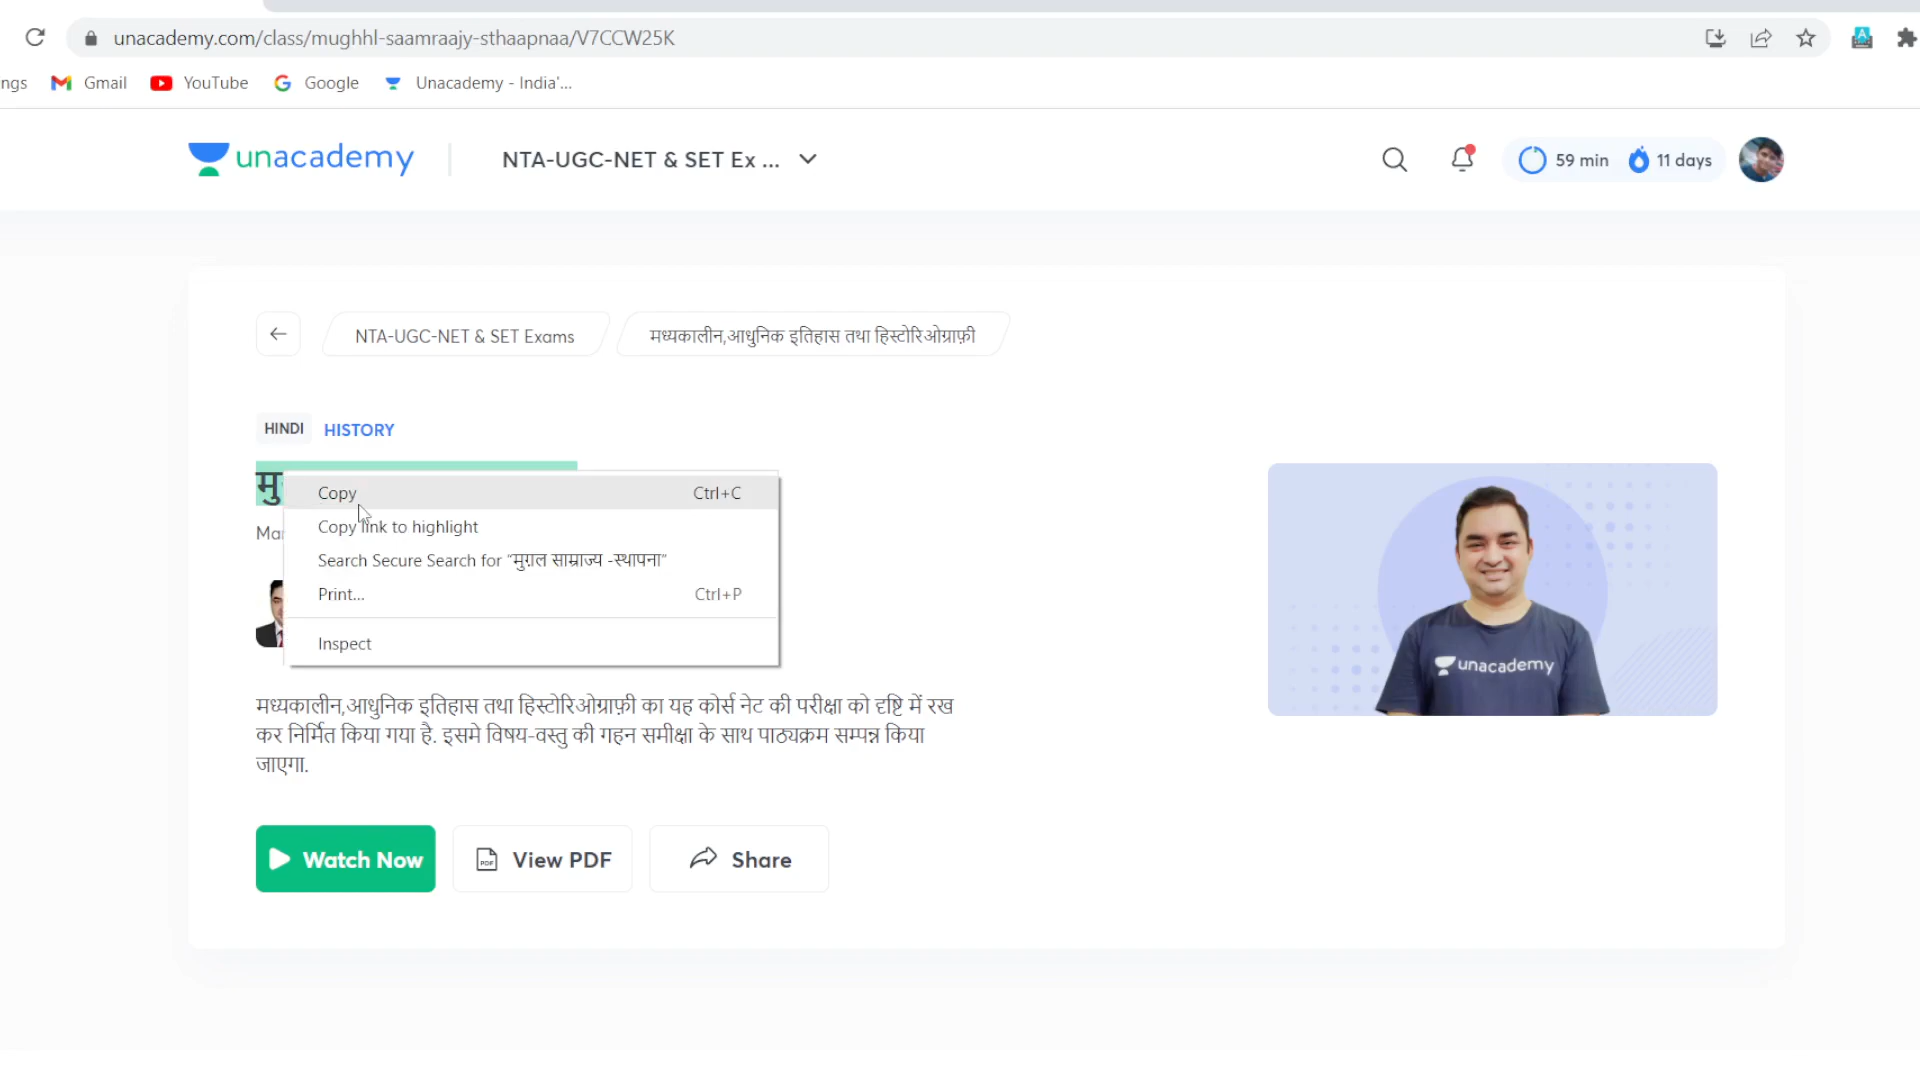 unacademy.com/class/mughhl-saamraajy-sthaapnaa/V7CCW25K
ngs Gmail YouTube Google Unacademy - India'...
unacademy NTA-UGC-NET & SET Ex ... 59 min 11 days
NTA-UGC-NET & SET Exams मध्यकालीन,आधुनिक इतिहास तथा हिस्टोरिओग्राफ़ी
HINDI HISTORY
मु
Copy Ctrl+C
Copy link to highlight
Mar
Search Secure Search for “मुग़ल साम्राज्य -स्थापना”
Print... Ctrl+P
Inspect
unacademy
मध्यकालीन,आधुनिक इतिहास तथा हिस्टोरिओग्राफ़ी का यह कोर्स नेट की परीक्षा को दृष्टि में रख
कर निर्मित किया गया है. इसमे विषय-वस्तु की गहन समीक्षा के साथ पाठ्यक्रम सम्पन्न किया
जाएगा.
Watch Now View PDF Share